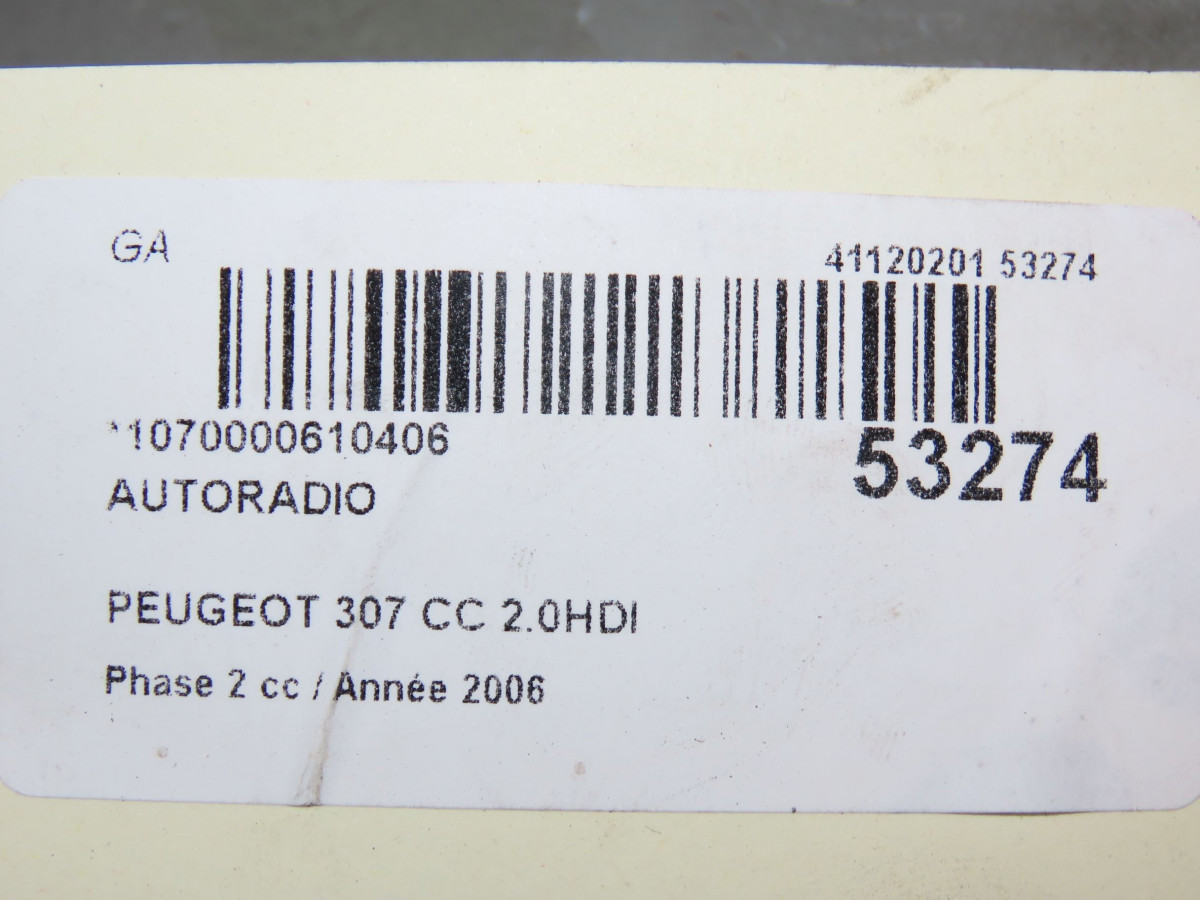 GA
41120201 53274
*1070000610406
53274
AUTORADIO
PEUGEOT 307 CC 2.0HDI
Phase 2 cc / Année 2006